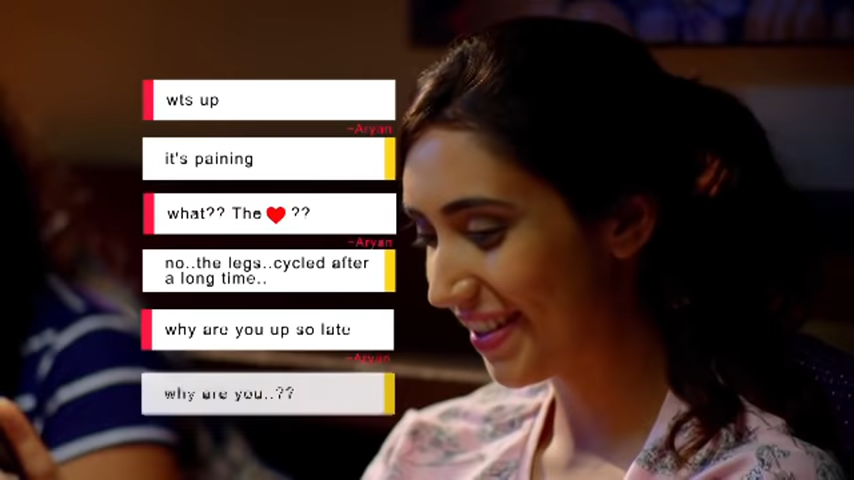 wts up
~Aryan
it's paining
what?? The ❤ ??
~Aryan
no..the legs..cycled after
a long time..
why are you up so late
~Aryan
why are you..??